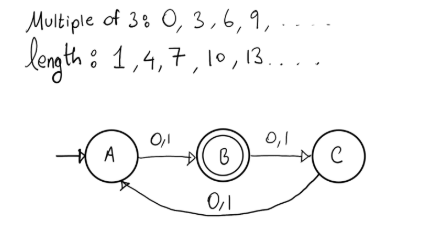 Multiple of 3: 0, 3, 6, 9, .....
length: 1, 4, 7, 10, 13....
0,1 0,1
A B C
0,1